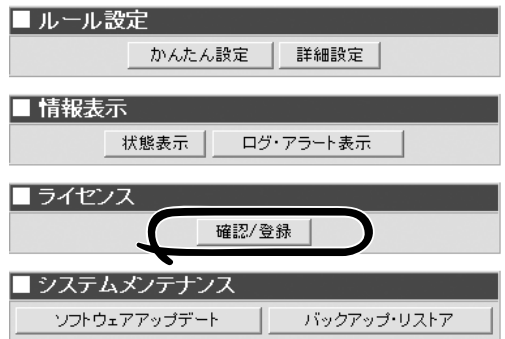 ■ ルール設定
かんたん設定 詳細設定
■ 情報表示
状態表示 ログ・アラート表示
■ ライセンス
確認/登録
■ システムメンテナンス
ソフトウェアアップデート バックアップ・リストア